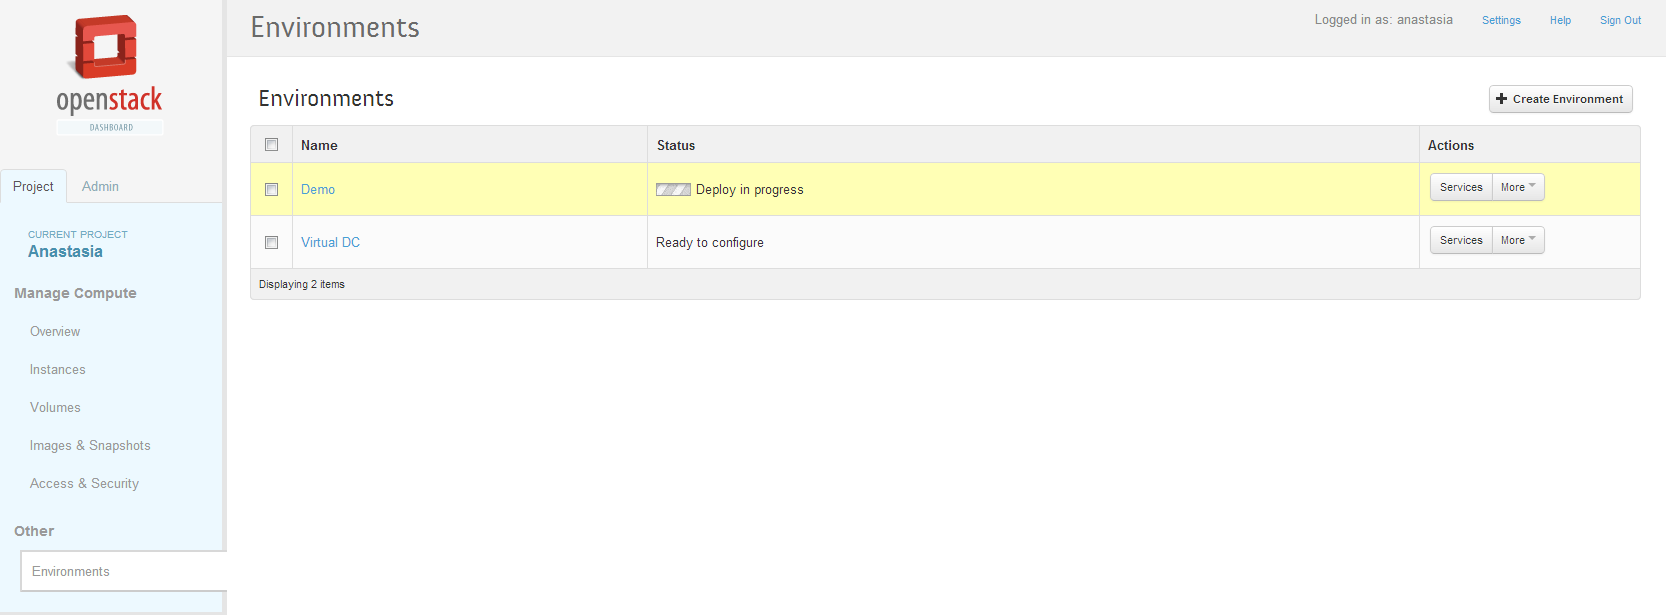 openstack
DASHBOARD
Project Admin
CURRENT PROJECT
Anastasia
Manage Compute
Overview
Instances
Volumes
Images & Snapshots
Access & Security
Other
Environments
Environments
Logged in as: anastasia Settings Help Sign Out
Environments
Create Environment
Name Status Actions
Demo Deploy in progress Services More
Virtual DC Ready to configure Services More
Displaying 2 items